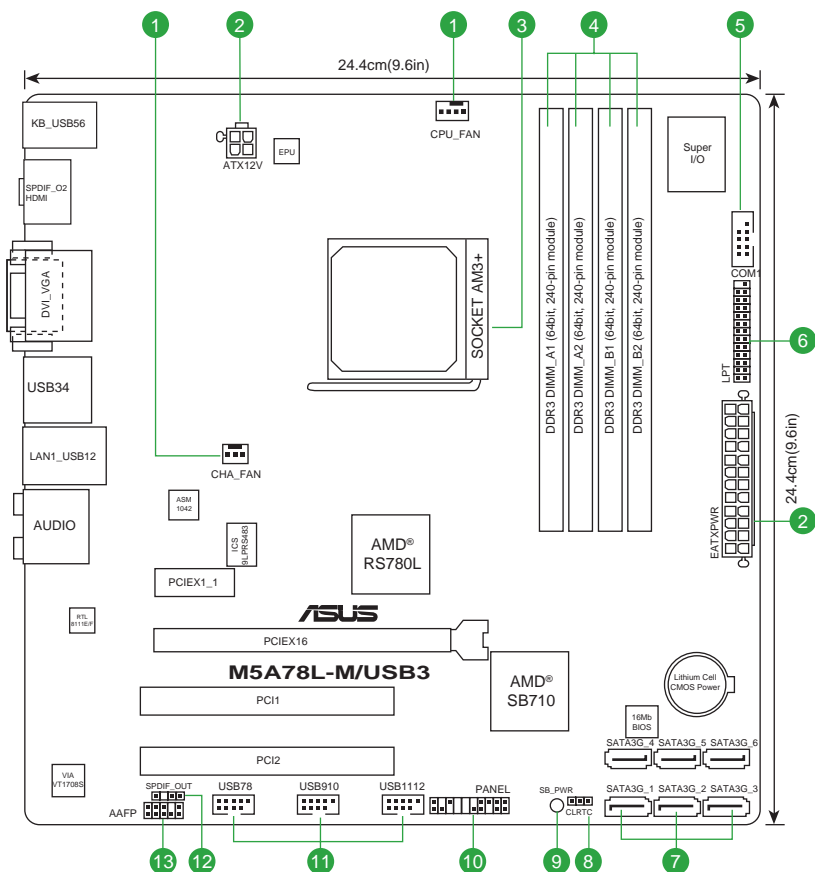 1
2
1
3
4
5
24.4cm(9.6in)
KB_USB56
CPU_FAN
ATX12V
EPU
Super
I/O
SPDIF_O2
HDMI
DVI_VGA
SOCKET AM3+
DDR3 DIMM_A1 (64bit, 240-pin module)
DDR3 DIMM_A2 (64bit, 240-pin module)
DDR3 DIMM_B1 (64bit, 240-pin module)
DDR3 DIMM_B2 (64bit, 240-pin module)
COM1
6
LPT
USB34
1
LAN1_USB12
CHA_FAN
24.4cm(9.6in)
ASM
1042
AUDIO
2
EATXPWR
ICS
9LPRS483
AMD®
RS780L
PCIEX1_1
RTL
8111E/F
ASUS
PCIEX16
M5A78L-M/USB3
AMD®
SB710
Lithium Cell
CMOS Power
PCI1
16Mb
BIOS
SATA3G_4
SATA3G_5
SATA3G_6
PCI2
VIA
VT1708S
SPDIF_OUT
USB78
USB910
USB1112
PANEL
SB_PWR
SATA3G_1
SATA3G_2
SATA3G_3
AAFP
CLRTC
13
12
11
10
9
8
7